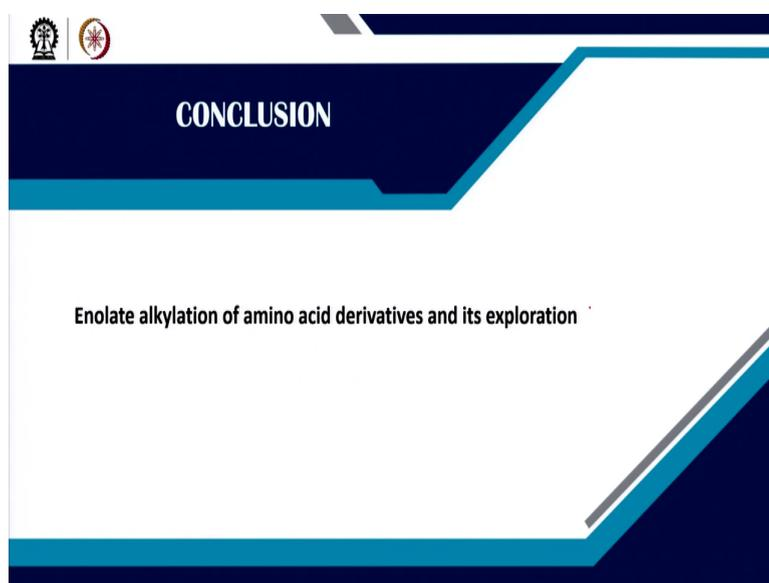 CONCLUSION
Enolate alkylation of amino acid derivatives and its exploration